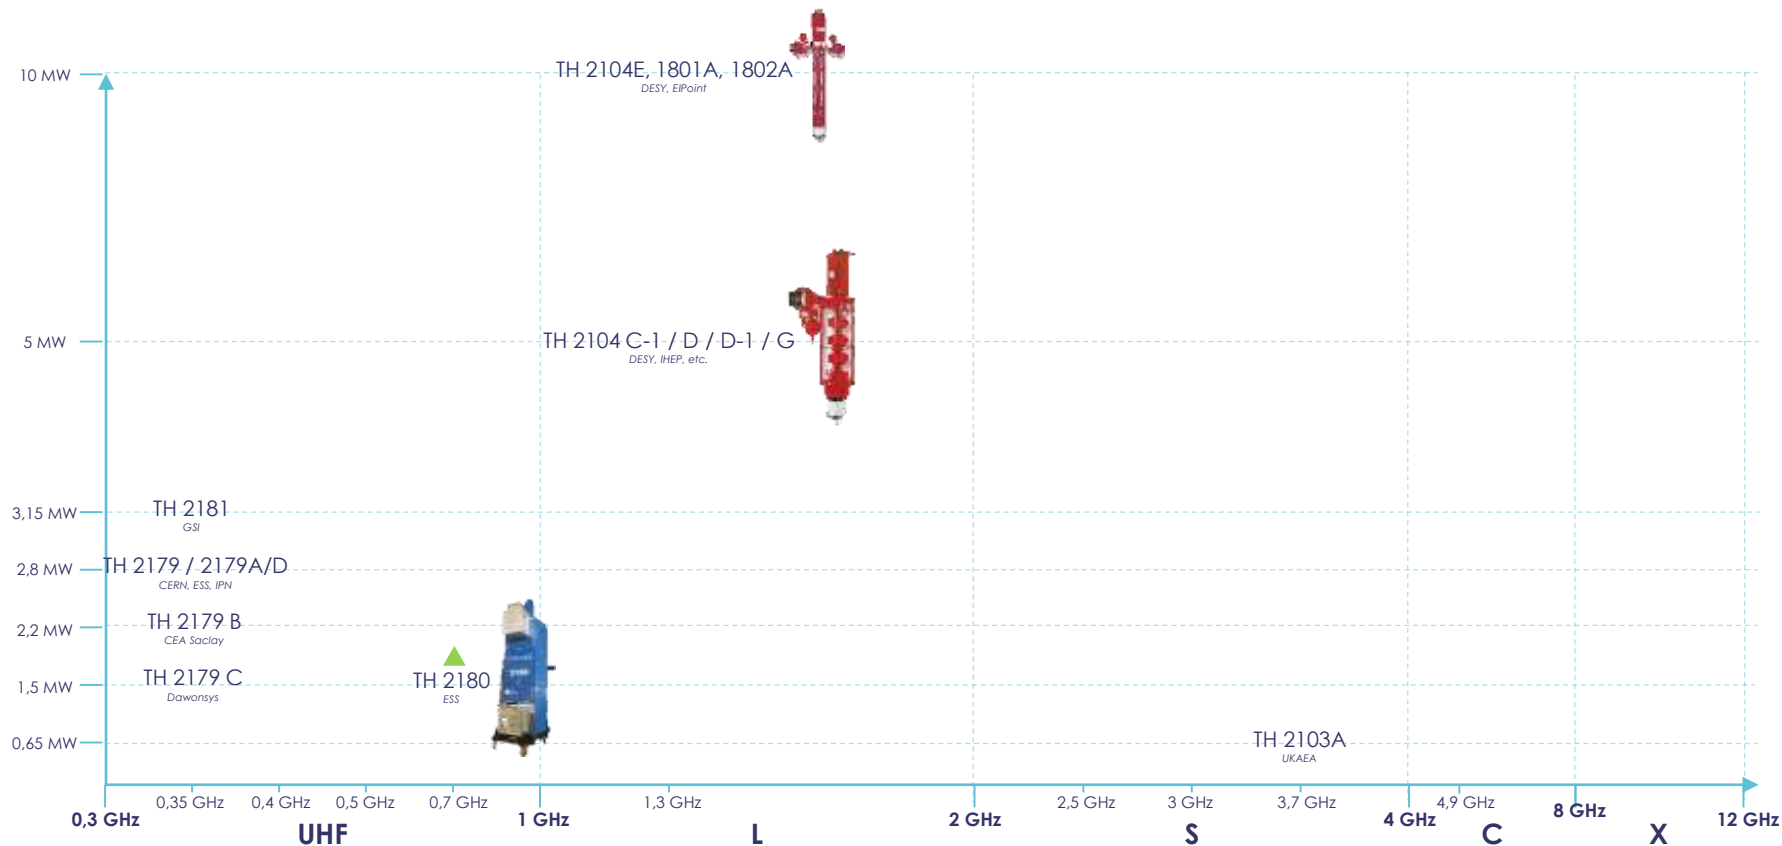 10 MW
TH 2104E, 1801A, 1802A
DESY, ElPoint
5 MW
TH 2104 C-1 / D / D-1 / G
DESY, IHEP, etc.
3,15 MW
TH 2181
GSI
2,8 MW
TH 2179 / 2179A/D
CERN, ESS, IPN
2,2 MW
TH 2179 B
CEA Saclay
1,5 MW
TH 2179 C
Dawonsys
TH 2180
ESS
0,65 MW
TH 2103A
UKAEA
0,35 GHz
0,4 GHz
0,5 GHz
0,7 GHz
1,3 GHz
2,5 GHz
3 GHz
3,7 GHz
4,9 GHz
0,3 GHz
1 GHz
2 GHz
4 GHz
8 GHz
12 GHz
UHF
L
S
C
X